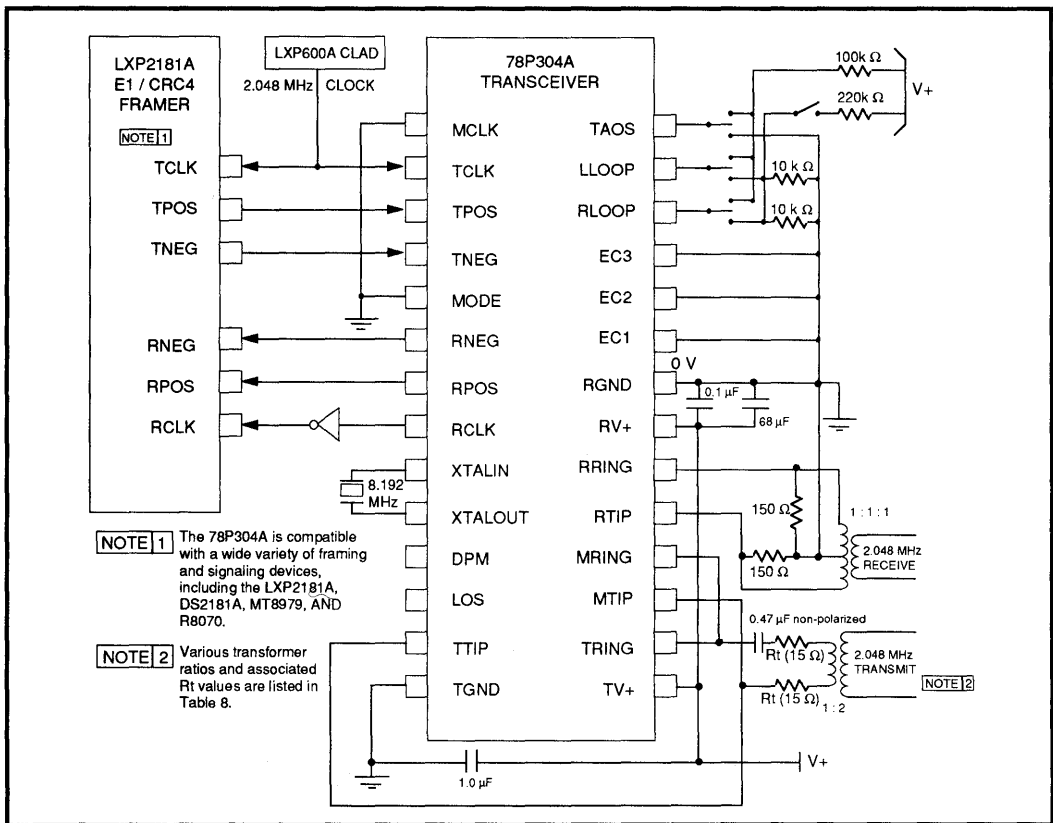 LXP2181A
E1 / CRC4
FRAMER
NOTE 1
TCLK
TPOS
TNEG
RNEG
RPOS
RCLK
LXP600A CLAD
2.048 MHz CLOCK
78P304A
TRANSCEIVER
MCLK
TCLK
TPOS
TNEG
MODE
RNEG
RPOS
RCLK
XTALIN
XTALOUT
DPM
LOS
TTIP
TGND
TAOS
LLOOP
RLOOP
EC3
EC2
EC1
RGND
RV+
RRING
RTIP
MRING
MTIP
TRING
TV+
100k Ω
220k Ω
V+
10 k Ω
10 k Ω
0 V
0.1 µF
68 µF
150 Ω
150 Ω
1 : 1 : 1
2.048 MHz
RECEIVE
0.47 µF non-polarized
Rt (15 Ω)
Rt (15 Ω)
1 : 2
2.048 MHz
TRANSMIT
NOTE 2
8.192
MHz
1.0 µF
V+
NOTE 1 The 78P304A is compatible
with a wide variety of framing
and signaling devices,
including the LXP2181A,
DS2181A, MT8979, AND
R8070.
NOTE 2 Various transformer
ratios and associated
Rt values are listed in
Table 8.